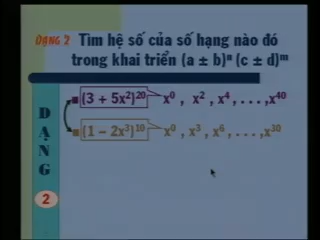 DẠNG 2 Tìm hệ số của số hạng nào đó
trong khai triển (a ± b)ⁿ (c ± d)ᵐ
(3 + 5x²)²⁰ x⁰ , x² , x⁴ , . . . ,x⁴⁰
(1 – 2x³)¹⁰ x⁰ , x³ , x⁶ , . . . ,x³⁰
D
Ạ
N
G
2